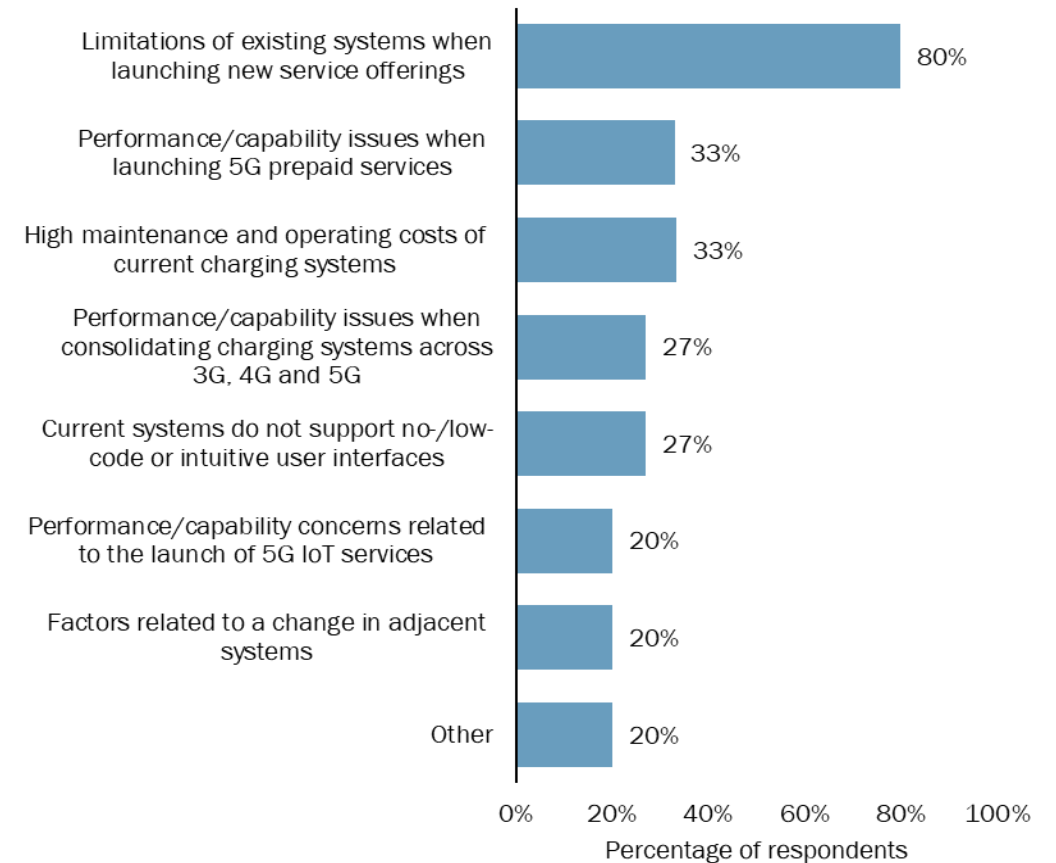 Limitations of existing systems when
launching new service offerings
80%
Performance/capability issues when
launching 5G prepaid services
33%
High maintenance and operating costs of
current charging systems
33%
Performance/capability issues when
consolidating charging systems across
3G, 4G and 5G
27%
Current systems do not support no-/low-
code or intuitive user interfaces
27%
Performance/capability concerns related
to the launch of 5G IoT services
20%
Factors related to a change in adjacent
systems
20%
Other
20%
0% 20% 40% 60% 80% 100%
Percentage of respondents